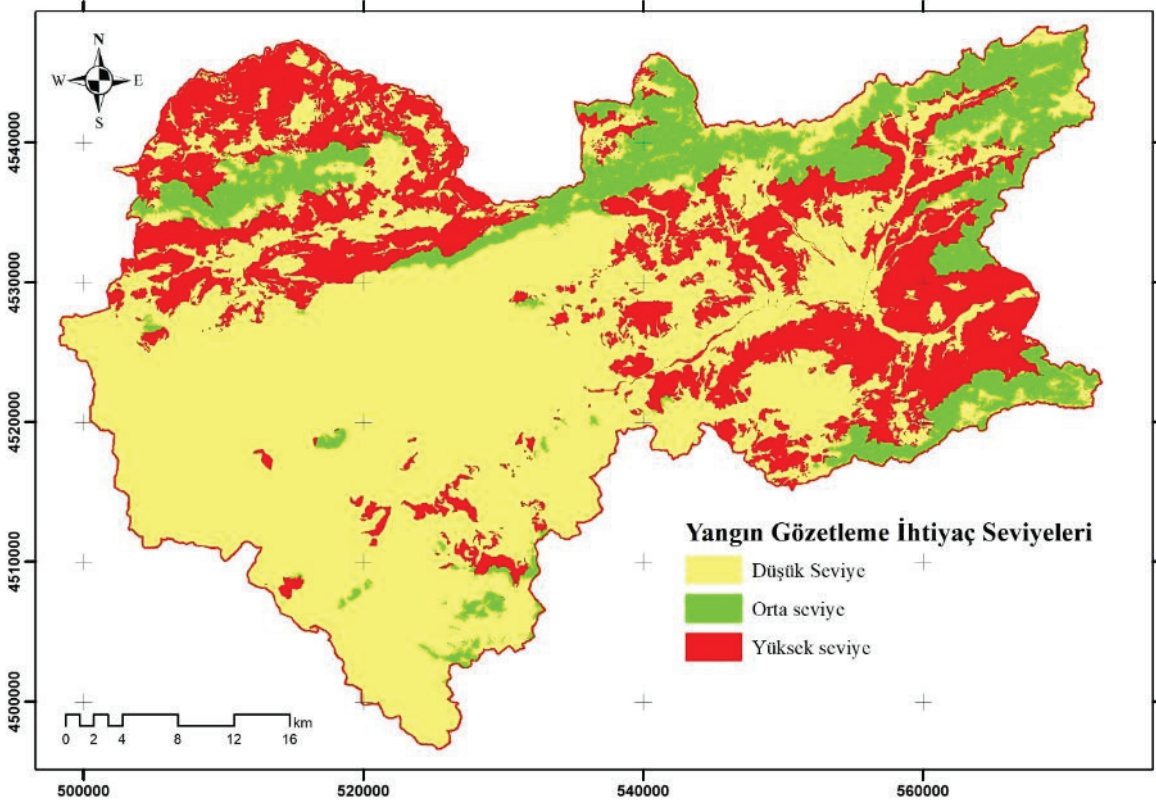 N
W E
S
4540000
4530000
4520000
4510000
4500000
Yangın Gözetleme İhtiyaç Seviyeleri
Düşük Seviye
Orta seviye
Yüksek seviye
km
0 2 4 8 12 16
500000 520000 540000 560000